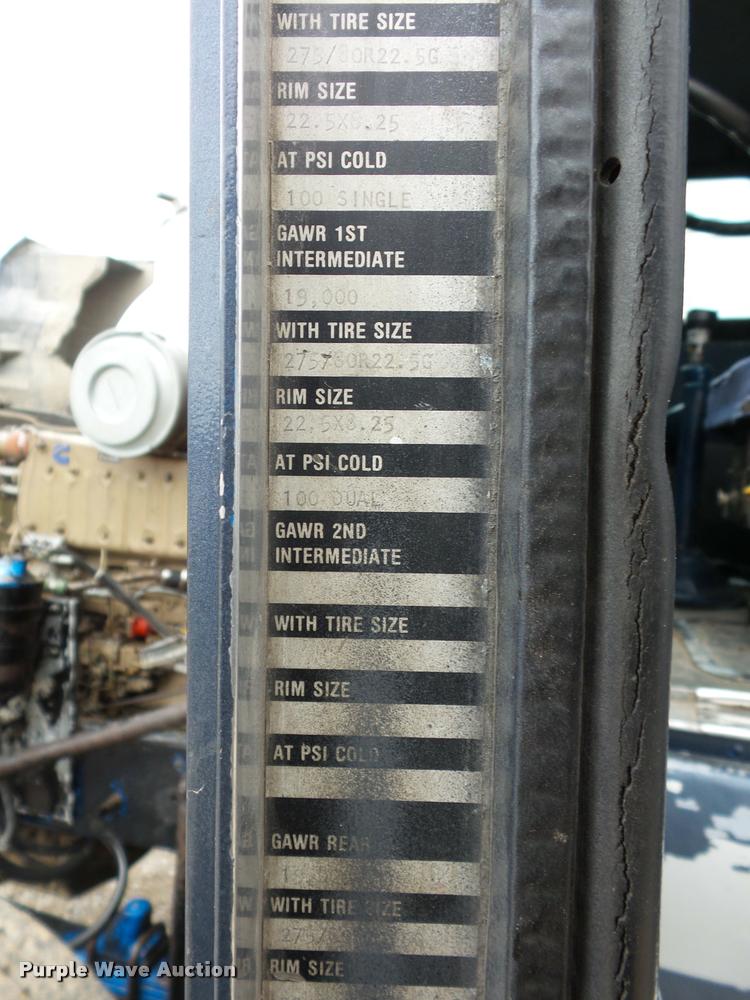 WITH TIRE SIZE
275/80R22.5G
RIM SIZE
22.5X8.25
AT PSI COLD
100 SINGLE
GAWR 1ST
INTERMEDIATE
19,000
WITH TIRE SIZE
275/80R22.5G
RIM SIZE
22.5X8.25
AT PSI COLD
100 DUAL
GAWR 2ND
INTERMEDIATE
WITH TIRE SIZE
RIM SIZE
AT PSI COLD
GAWR REAR
WITH TIRE SIZE
RIM SIZE
Purple Wave Auction